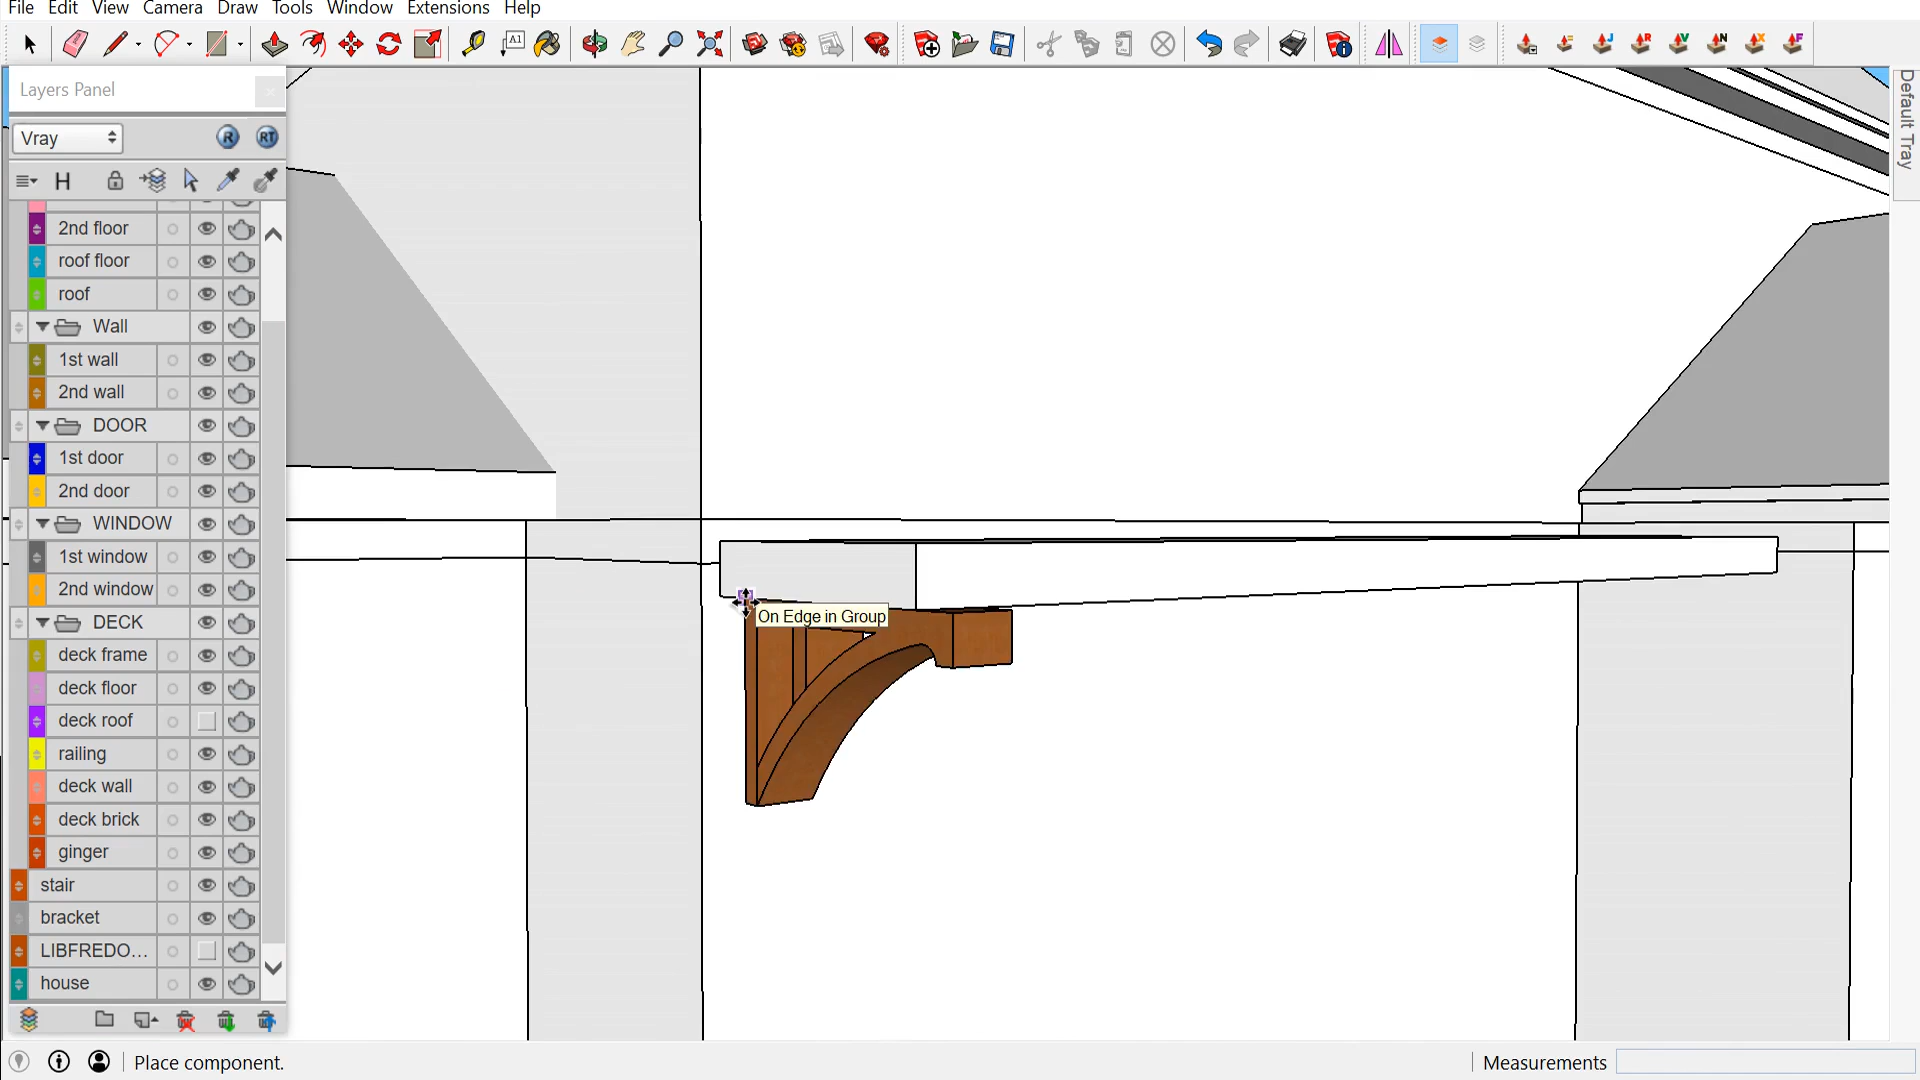 File Edit View Camera Draw Tools Window Extensions Help
A1
J R V N X F
Layers Panel
Default Tray
Vray
R RT
H
2nd floor
roof floor
roof
Wall
1st wall
2nd wall
DOOR
1st door
2nd door
WINDOW
1st window
2nd window
DECK
deck frame
deck floor
deck roof
railing
deck wall
deck brick
ginger
stair
bracket
LIBFREDO...
house
On Edge in Group
Place component.
Measurements